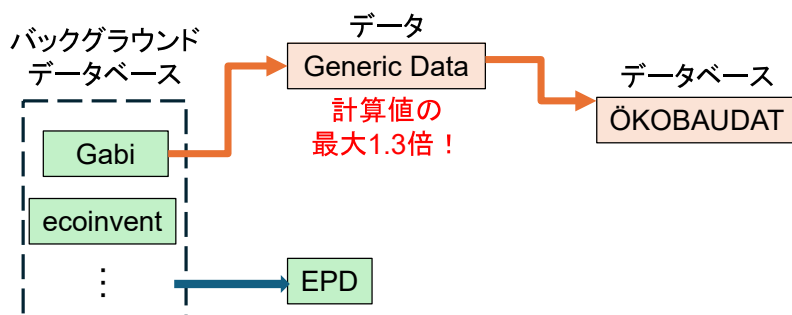 バックグラウンド
データベース
Gabi
ecoinvent
⋮
データ
Generic Data
計算値の
最大1.3倍！
EPD
データベース
ÖKOBAUDAT